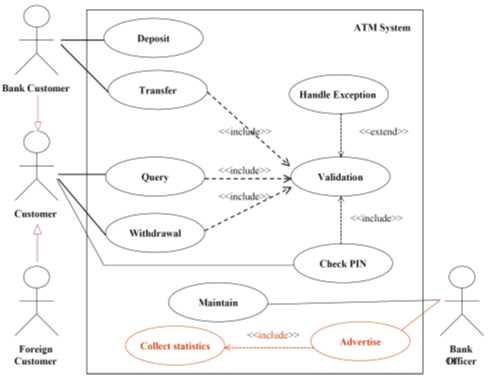 ATM System
Deposit
Bank Customer
Transfer
Handle Exception
<<include>>
<<extend>>
<<include>>
Query
Validation
<<include>>
Customer
<<include>>
Withdrawal
Check PIN
Maintain
<<include>>
Collect statistics
Advertise
Foreign
Customer
Bank
Officer